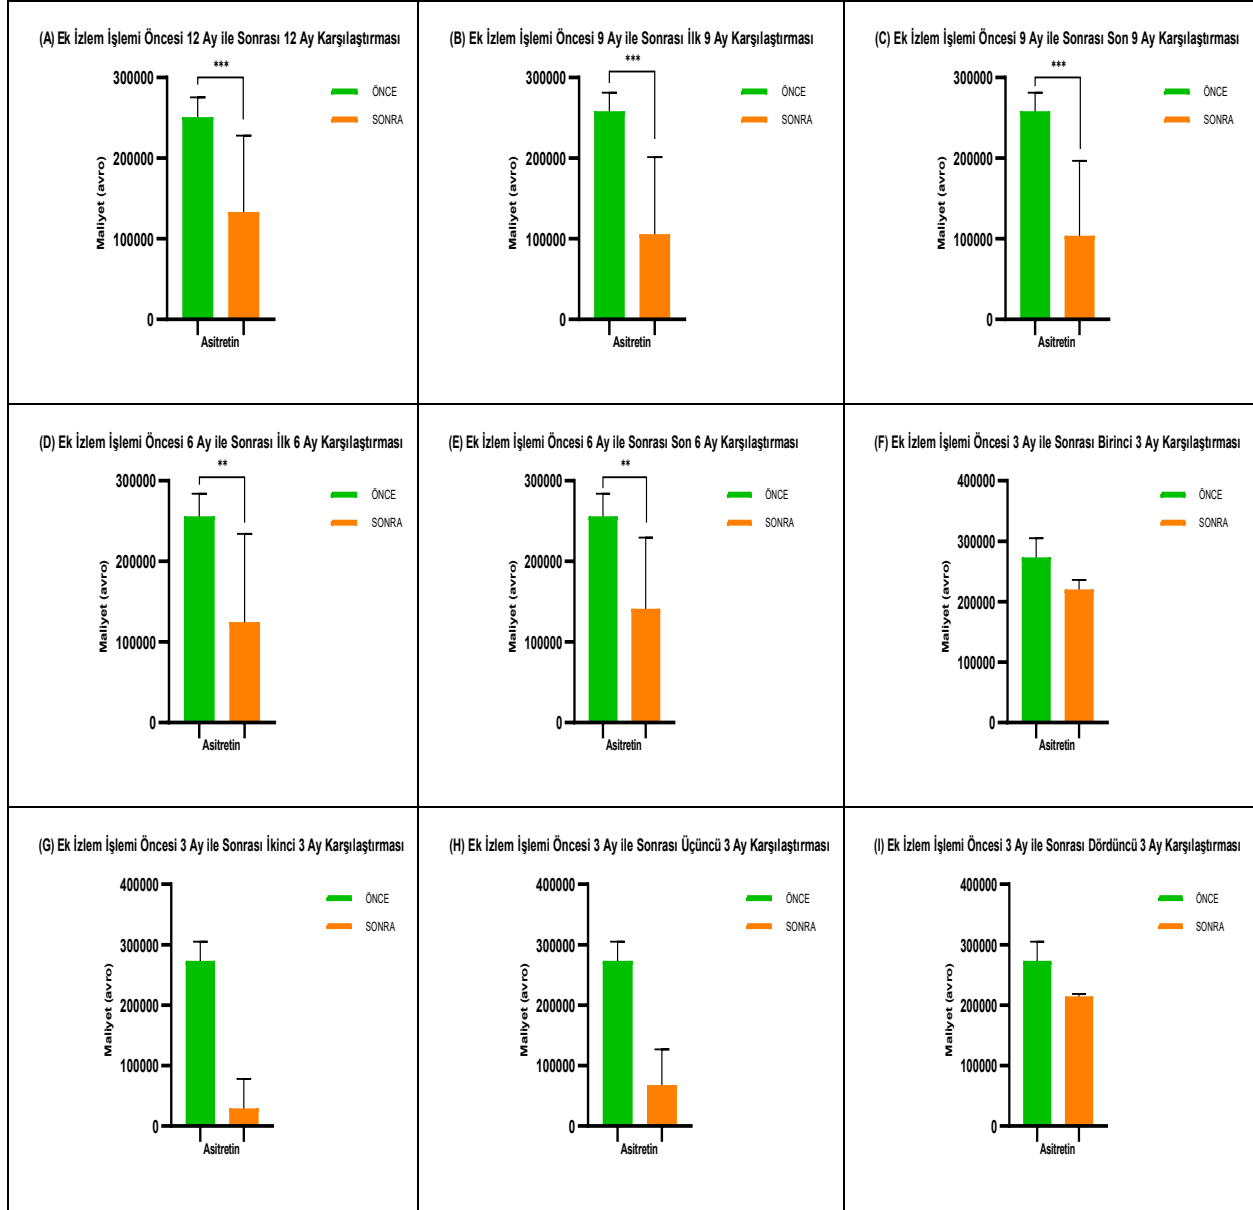 (A) Ek İzlem İşlemi Öncesi 12 Ay ile Sonrası 12 Ay Karşılaştırması
***
300000
200000
100000
0
Maliyet (avro)
Asitretin
ÖNCE
SONRA
(B) Ek İzlem İşlemi Öncesi 9 Ay ile Sonrası İlk 9 Ay Karşılaştırması
***
300000
200000
100000
0
Maliyet (avro)
Asitretin
ÖNCE
SONRA
(C) Ek İzlem İşlemi Öncesi 9 Ay ile Sonrası Son 9 Ay Karşılaştırması
***
300000
200000
100000
0
Maliyet (avro)
Asitretin
ÖNCE
SONRA
(D) Ek İzlem İşlemi Öncesi 6 Ay ile Sonrası İlk 6 Ay Karşılaştırması
**
300000
200000
100000
0
Maliyet (avro)
Asitretin
ÖNCE
SONRA
(E) Ek İzlem İşlemi Öncesi 6 Ay ile Sonrası Son 6 Ay Karşılaştırması
**
300000
200000
100000
0
Maliyet (avro)
Asitretin
ÖNCE
SONRA
(F) Ek İzlem İşlemi Öncesi 3 Ay ile Sonrası Birinci 3 Ay Karşılaştırması
400000
300000
200000
100000
0
Maliyet (avro)
Asitretin
ÖNCE
SONRA
(G) Ek İzlem İşlemi Öncesi 3 Ay ile Sonrası İkinci 3 Ay Karşılaştırması
400000
300000
200000
100000
0
Maliyet (avro)
Asitretin
ÖNCE
SONRA
(H) Ek İzlem İşlemi Öncesi 3 Ay ile Sonrası Üçüncü 3 Ay Karşılaştırması
400000
300000
200000
100000
0
Maliyet (avro)
Asitretin
ÖNCE
SONRA
(I) Ek İzlem İşlemi Öncesi 3 Ay ile Sonrası Dördüncü 3 Ay Karşılaştırması
400000
300000
200000
100000
0
Maliyet (avro)
Asitretin
ÖNCE
SONRA